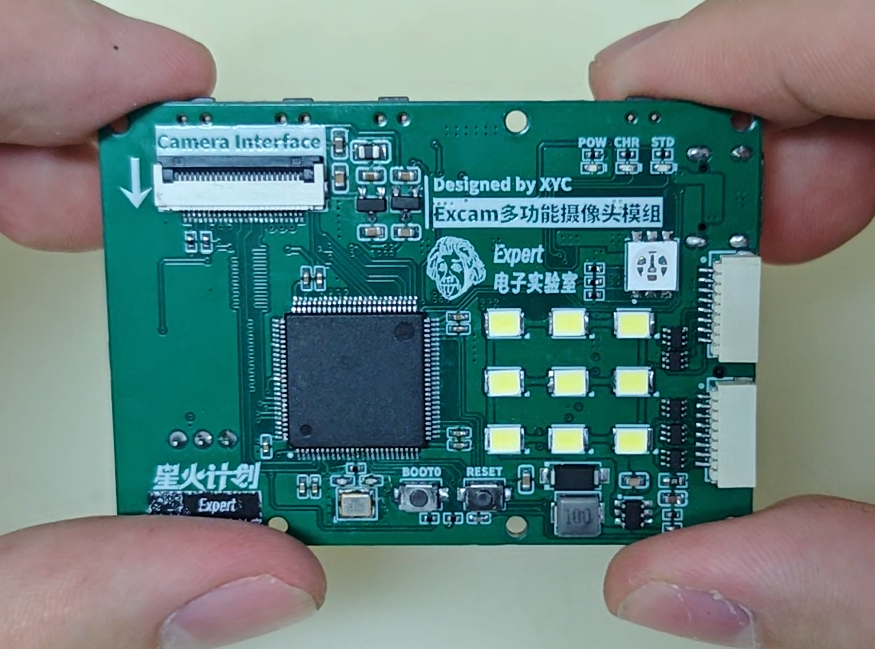 Camera Interface
POW CHR STD
Designed by XYC
Excam多功能摄像头模组
Expert
电子实验室
BOOT0 RESET
星火计划
Expert
100